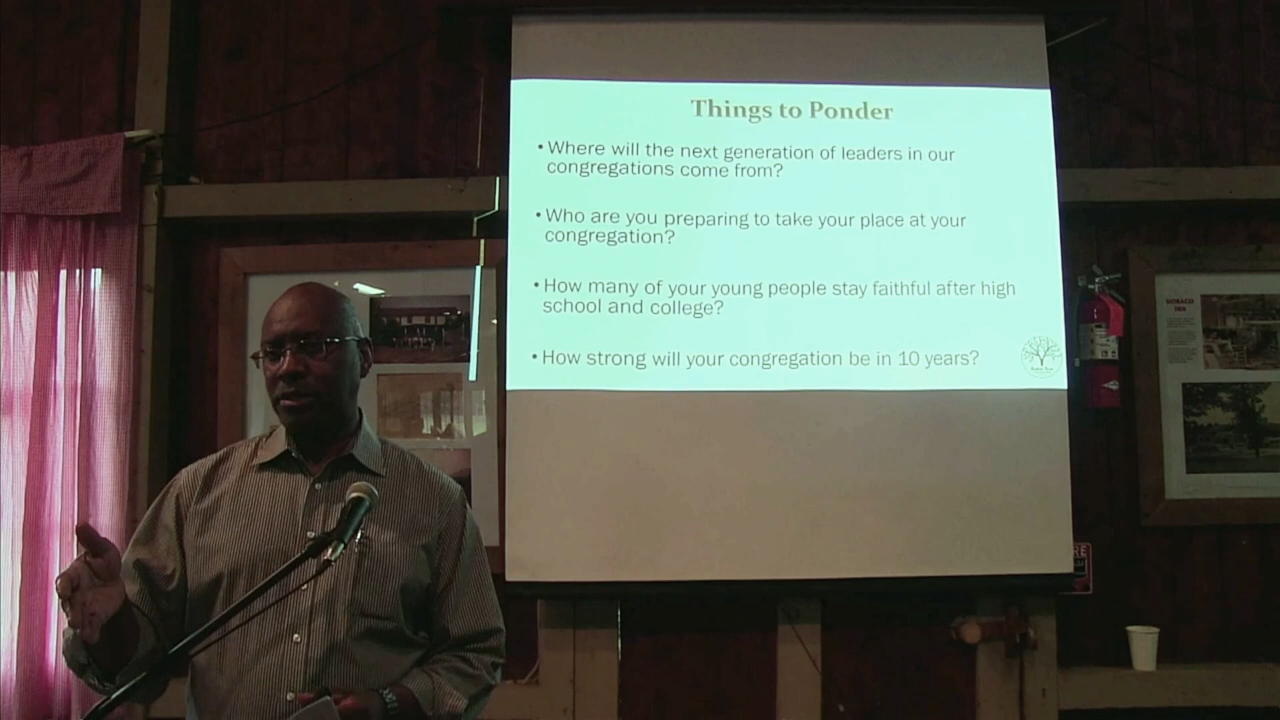 Things to Ponder
• Where will the next generation of leaders in our
congregations come from?
• Who are you preparing to take your place at your
congregation?
• How many of your young people stay faithful after high
school and college?
• How strong will your congregation be in 10 years?